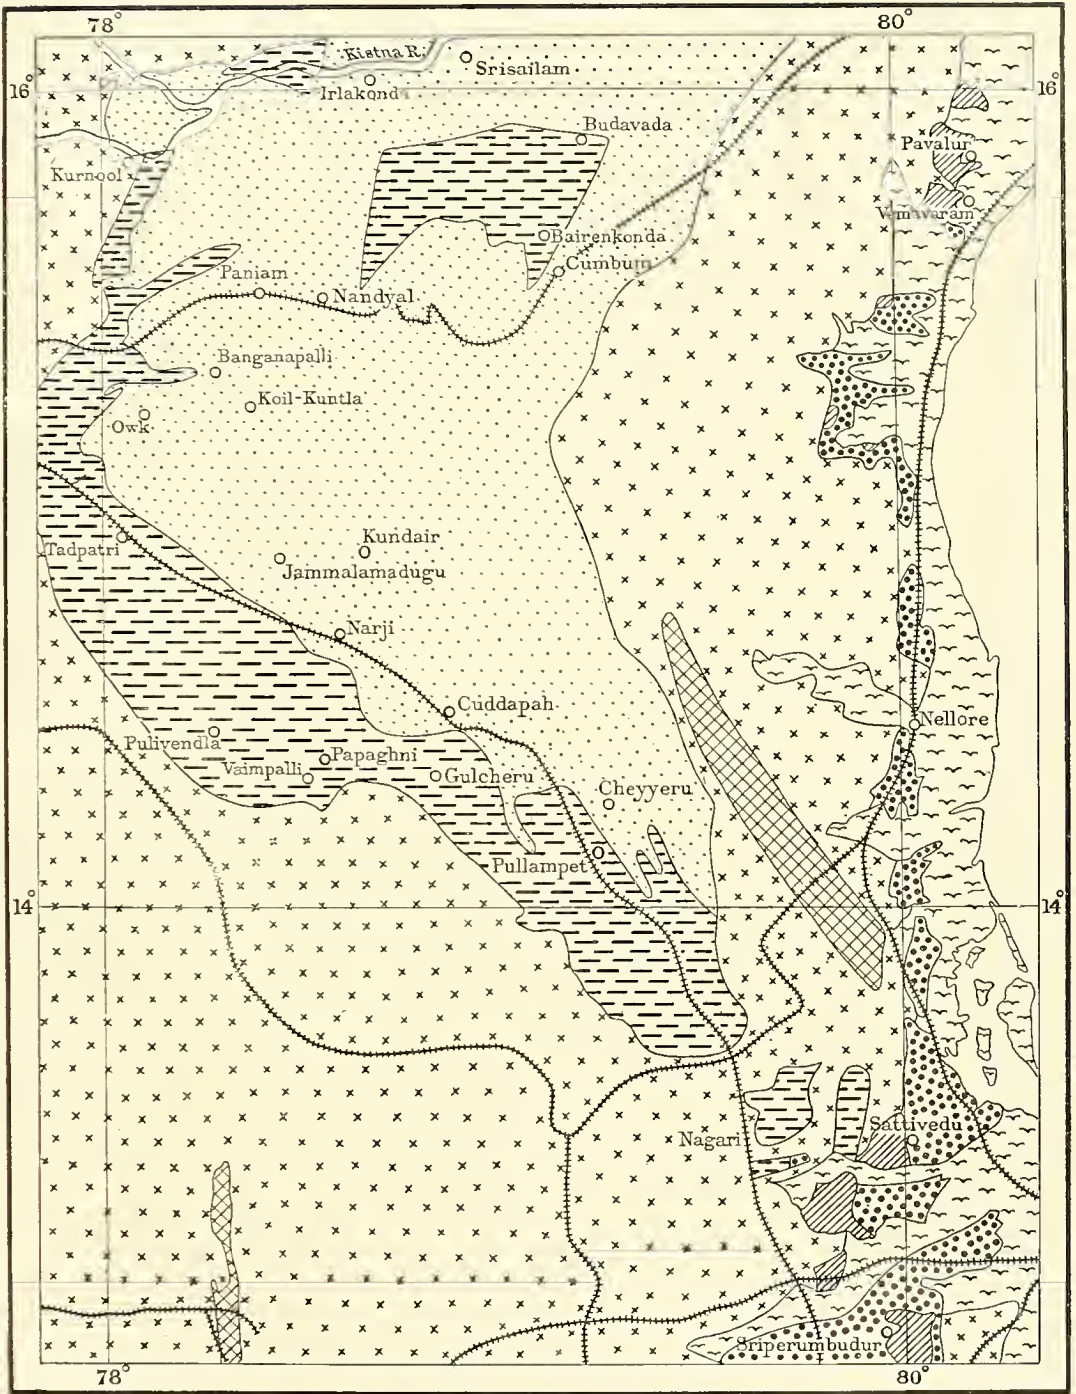 78°
80°
Kistna R.
Srisailam
16°
16°
Irlakonda
Budavada
Pavalur
Kurnool
Vemavaram
Bairenkonda
Cumbum
Paniam
Nandyal
Banganapalli
Koil-Kuntla
Owk
Kundair
Tadpatri
Jammalamadugu
Narji
Cuddapah
Nellore
Pulivendla
Papaghni
Vaimpalli
Gulcheru
Cheyyeru
Pullampet
14°
14°
Sattivedu
Nagari
Sriperumbudur
78°
80°